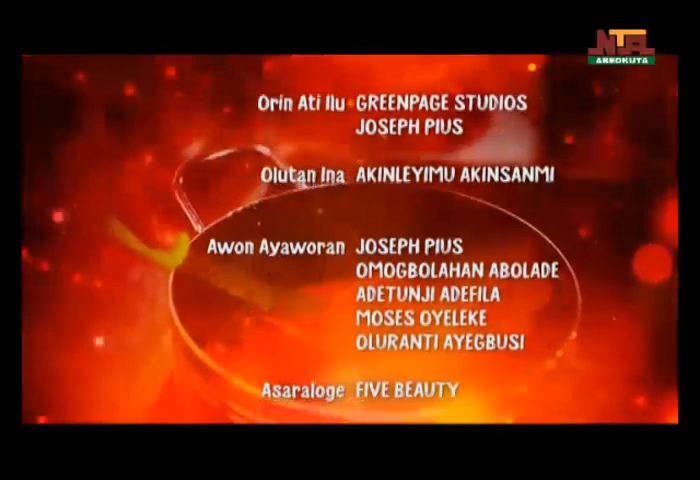 NTA
ABEOKUTA
Orin Ati Ilu GREENPAGE STUDIOS
JOSEPH PIUS
Olutan Ina AKINLEYIMU AKINSANMI
Awon Ayaworan JOSEPH PIUS
OMOGBOLAHAN ABOLADE
ADETUNJI ADEFILA
MOSES OYELEKE
OLURANTI AYEGBUSI
Asaraloge FIVE BEAUTY